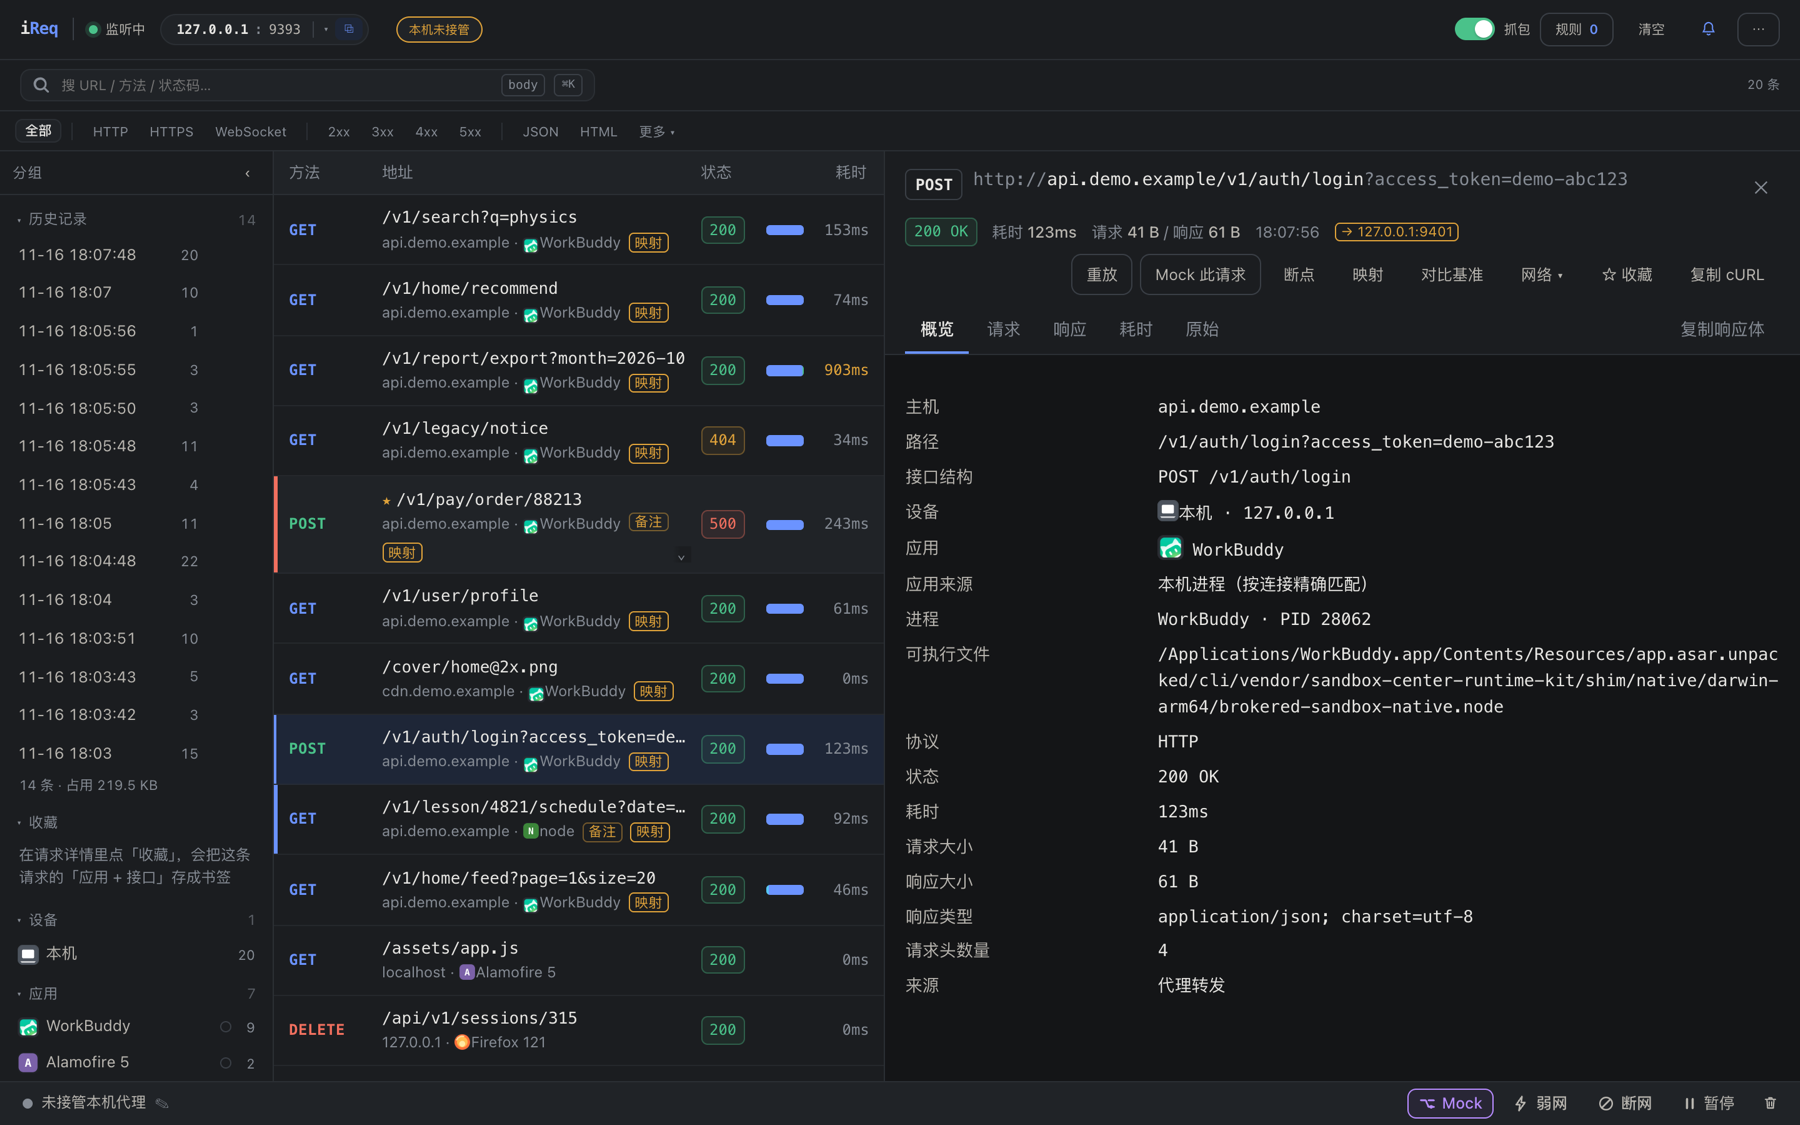 iReq 监听中 127.0.0.1 : 9393 本机未接管 抓包 规则 0 清空 ...
搜 URL / 方法 / 状态码... body ⌘K 20 条
全部 HTTP HTTPS WebSocket 2xx 3xx 4xx 5xx JSON HTML 更多
分组
历史记录 14
11-16 18:07:48 20
11-16 18:07 10
11-16 18:05:56 1
11-16 18:05:55 3
11-16 18:05:50 3
11-16 18:05:48 11
11-16 18:05:43 4
11-16 18:05 11
11-16 18:04:48 22
11-16 18:04 3
11-16 18:03:51 10
11-16 18:03:43 5
11-16 18:03:42 3
11-16 18:03 15
14 条 · 占用 219.5 KB
收藏
在请求详情里点「收藏」，会把这条
请求的「应用 + 接口」存成书签
设备 1
本机 20
应用 7
WorkBuddy 9
A Alamofire 5 2
方法 地址 状态 耗时
/v1/search?q=physics
GET 200 153ms
api.demo.example · WorkBuddy 映射
/v1/home/recommend
GET 200 74ms
api.demo.example · WorkBuddy 映射
/v1/report/export?month=2026-10
GET 200 903ms
api.demo.example · WorkBuddy 映射
/v1/legacy/notice
GET 404 34ms
api.demo.example · WorkBuddy 映射
★ /v1/pay/order/88213
POST 500 243ms
api.demo.example · WorkBuddy 备注
映射
/v1/user/profile
GET 200 61ms
api.demo.example · WorkBuddy 映射
/cover/home@2x.png
GET 200 0ms
cdn.demo.example · WorkBuddy 映射
/v1/auth/login?access_token=de…
POST 200 123ms
api.demo.example · WorkBuddy 映射
/v1/lesson/4821/schedule?date=…
GET 200 92ms
api.demo.example · N node 备注 映射
/v1/home/feed?page=1&size=20
GET 200 46ms
api.demo.example · WorkBuddy 映射
/assets/app.js
GET 200 0ms
localhost · A Alamofire 5
/api/v1/sessions/315
DELETE 200 0ms
127.0.0.1 · Firefox 121
POST http://api.demo.example/v1/auth/login?access_token=demo-abc123
200 OK 耗时 123ms 请求 41 B / 响应 61 B 18:07:56 → 127.0.0.1:9401
重放 Mock 此请求 断点 映射 对比基准 网络 ☆ 收藏 复制 cURL
概览 请求 响应 耗时 原始 复制响应体
主机 api.demo.example
路径 /v1/auth/login?access_token=demo-abc123
接口结构 POST /v1/auth/login
设备 本机 · 127.0.0.1
应用 WorkBuddy
应用来源 本机进程（按连接精确匹配）
进程 WorkBuddy · PID 28062
可执行文件 /Applications/WorkBuddy.app/Contents/Resources/app.asar.unpac
ked/cli/vendor/sandbox-center-runtime-kit/shim/native/darwin-
arm64/brokered-sandbox-native.node
协议 HTTP
状态 200 OK
耗时 123ms
请求大小 41 B
响应大小 61 B
响应类型 application/json; charset=utf-8
请求头数量 4
来源 代理转发
未接管本机代理 Mock 弱网 断网 暂停